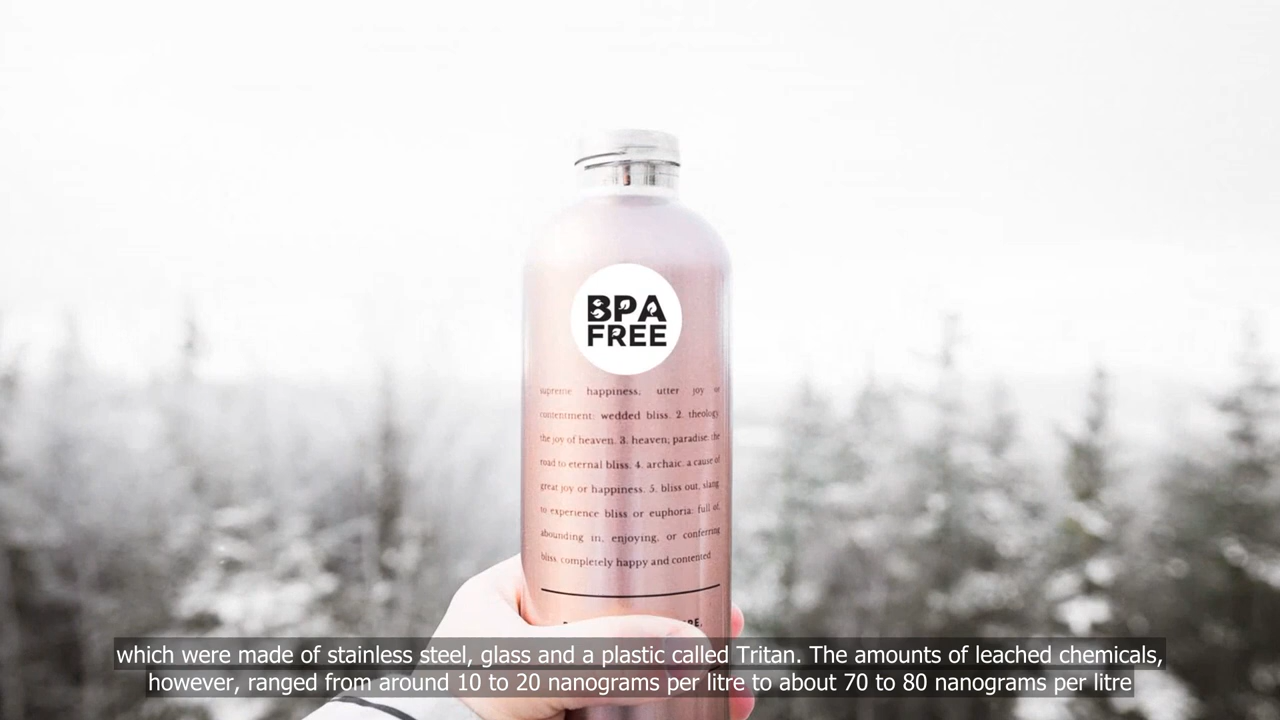 BPA
FREE
supreme happiness, utter joy or
contentment: wedded bliss. 2. theology
the joy of heaven. 3. heaven; paradise: the
road to eternal bliss. 4. archaic. a cause of
great joy or happiness. 5. bliss out, slang
to experience bliss or euphoria: full of,
abounding in, enjoying, or conferring
bliss completely happy and contented
which were made of stainless steel, glass and a plastic called Tritan. The amounts of leached chemicals,
however, ranged from around 10 to 20 nanograms per litre to about 70 to 80 nanograms per litre